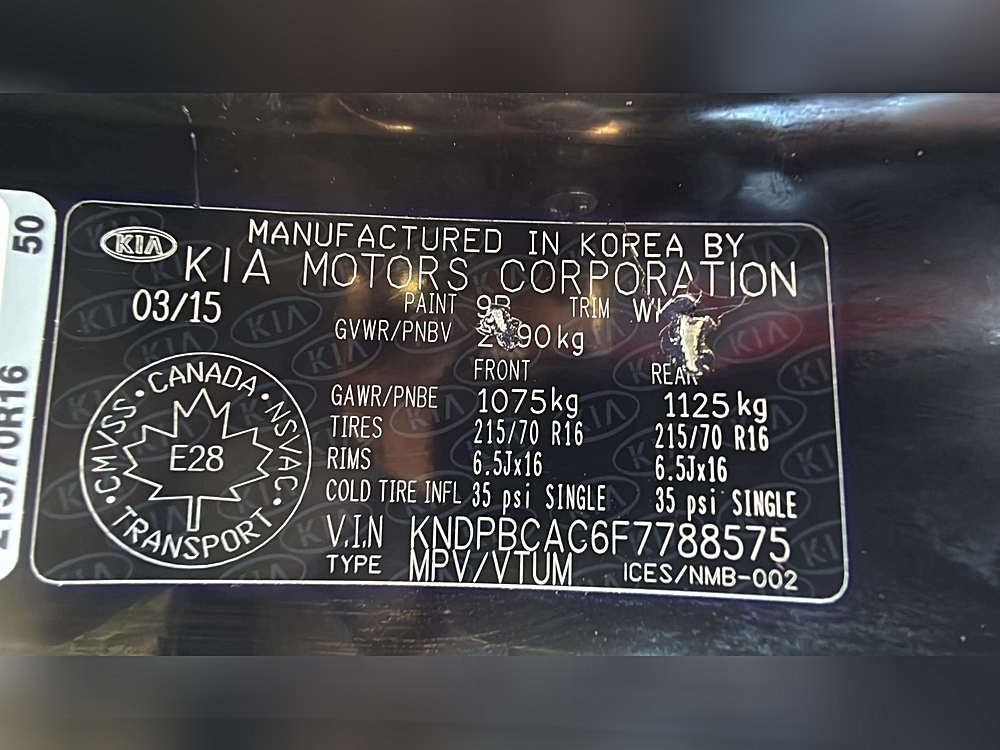 50
215/70R16
KIA
MANUFACTURED IN KOREA BY
KIA MOTORS CORPORATION
03/15
PAINT TRIM
GVWR/PNBV
FRONT REAR
GAWR/PNBE 1075kg 1125kg
TIRES 215/70 R16 215/70 R16
RIMS 6.5Jx16 6.5Jx16
COLD TIRE INFL 35 psi SINGLE 35 psi SINGLE
V.I.N KNDPBCAC6F7788575
TYPE MPV/VTUM ICES/NMB-002
CANADA · NSVAC · TRANSPORT · CMVSS ·
E28